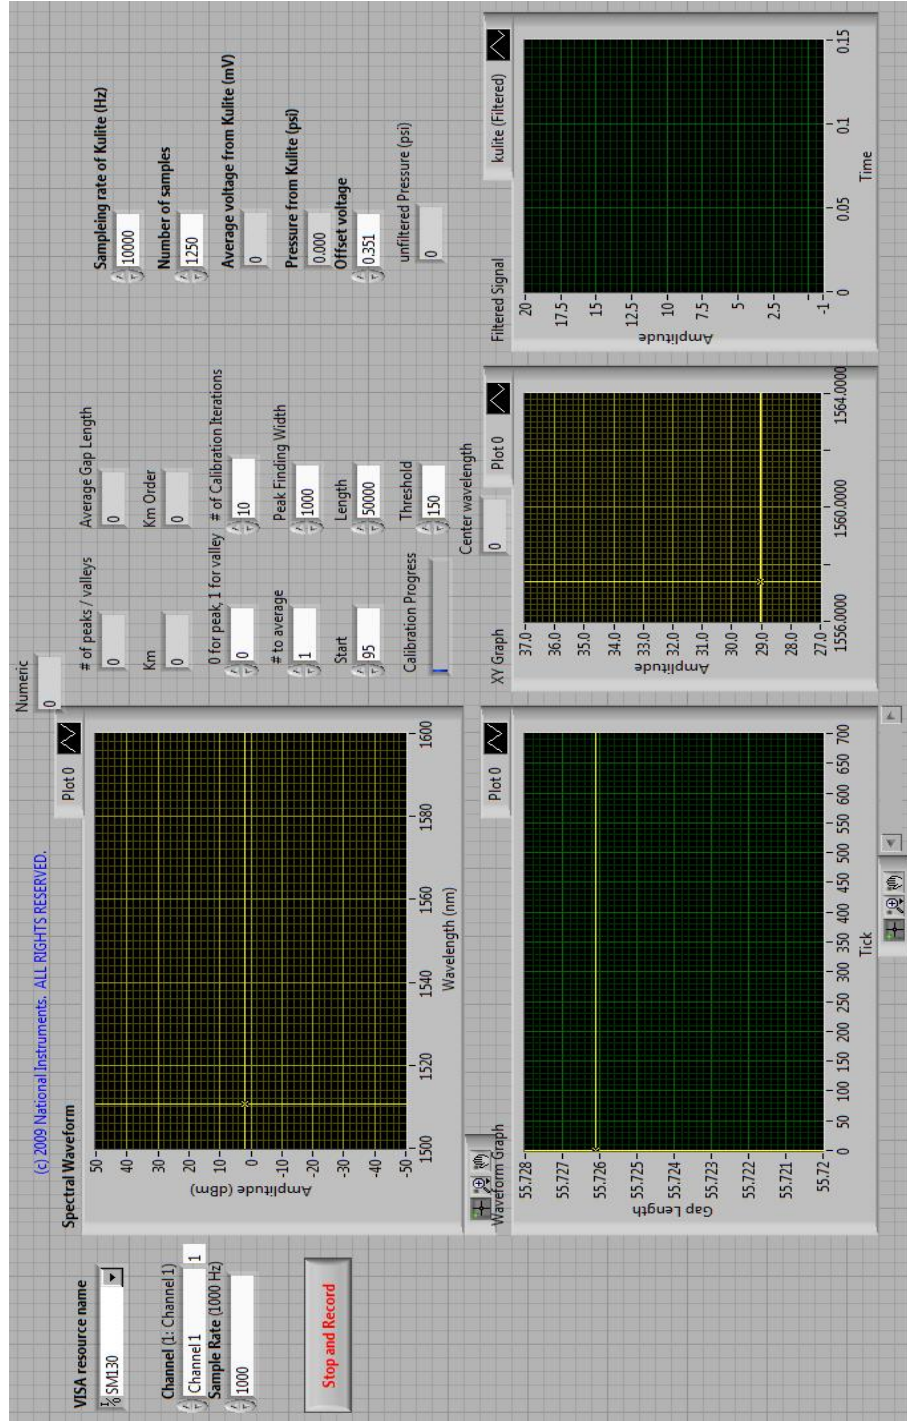 (c) 2009 National Instruments. ALL RIGHTS RESERVED.
VISA resource name
SM130
Channel (1: Channel 1)
Channel 1
1
Sample Rate (1000 Hz)
1000
Stop and Record
Spectral Waveform
Plot 0
50
40
30
20
10
0
-10
-20
-30
-40
-50
Amplitude (dBm)
1500
1520
1540
1560
1580
1600
Wavelength (nm)
Numeric
0
# of peaks / valleys
0
Average Gap Length
0
Km
0
Km Order
0
0 for peak, 1 for valley
0
# of Calibration Iterations
10
# to average
1
Peak Finding Width
1000
Start
95
Length
50000
Calibration Progress
Threshold
150
Sampleing rate of Kulite (Hz)
10000
Number of samples
1250
Average voltage from Kulite (mV)
0
Pressure from Kulite (psi)
0.000
Offset voltage
0.351
unfiltered Pressure (psi)
0
Waveform Graph
Plot 0
55.728
55.727
55.726
55.725
55.724
55.723
55.722
55.721
55.72
Gap Length
0
50
100
150
200
250
300
350
400
450
500
550
600
650
700
Tick
XY Graph
Center wavelength
0
Plot 0
37.0
36.0
35.0
34.0
33.0
32.0
31.0
30.0
29.0
28.0
27.0
Amplitude
1556.0000
1560.0000
1564.0000
Filtered Signal
kulite (Filtered)
20
17.5
15
12.5
10
7.5
5
2.5
-1
Amplitude
0
0.05
0.1
0.15
Time